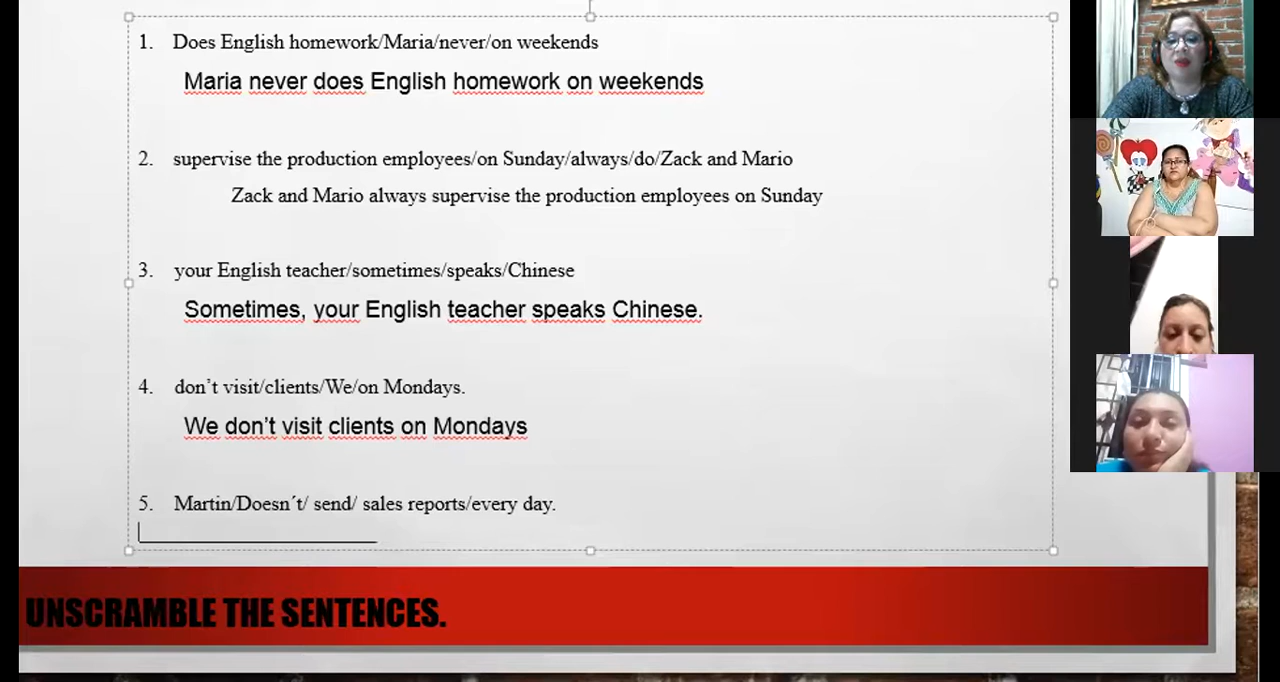 1. Does English homework/Maria/never/on weekends
Maria never does English homework on weekends
2. supervise the production employees/on Sunday/always/do/Zack and Mario
Zack and Mario always supervise the production employees on Sunday
3. your English teacher/sometimes/speaks/Chinese
Sometimes, your English teacher speaks Chinese.
4. don’t visit/clients/We/on Mondays.
We don’t visit clients on Mondays
5. Martin/Doesn´t/ send/ sales reports/every day.
UNSCRAMBLE THE SENTENCES.